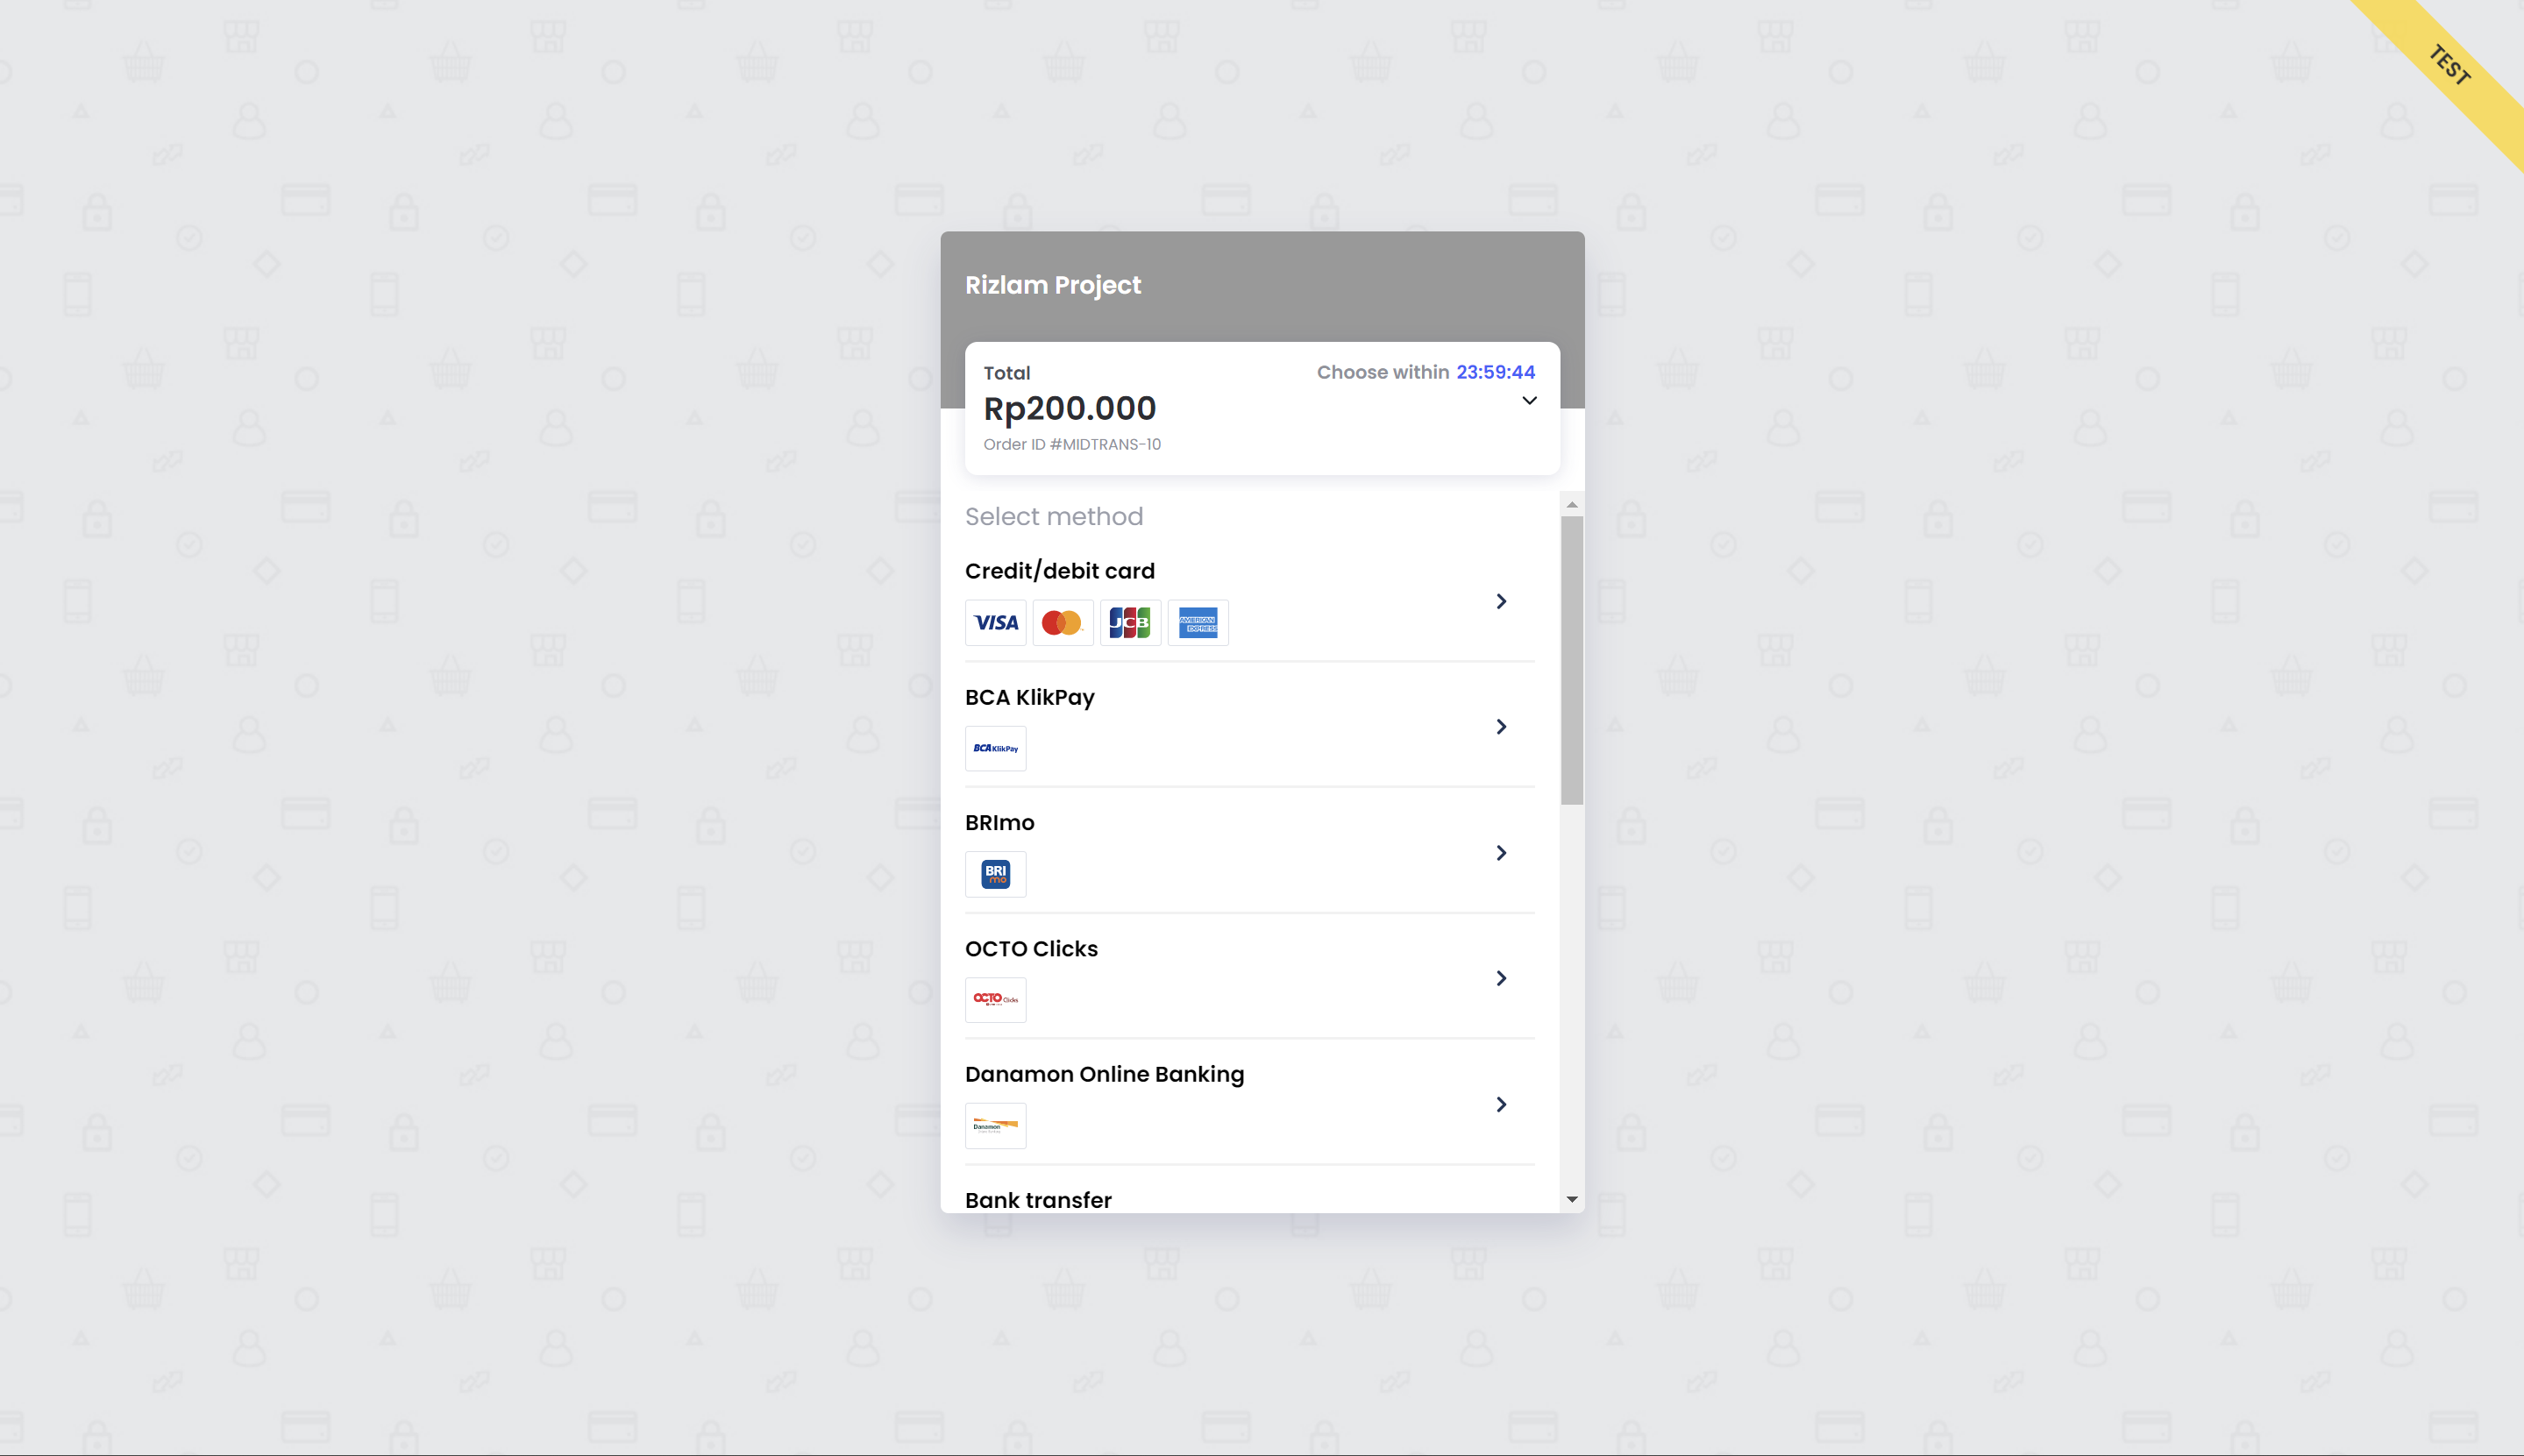 TEST
Rizlam Project
Total
Choose within 23:59:44
Rp200.000
Order ID #MIDTRANS-10
Select method
Credit/debit card
VISA JCB AMERICAN EXPRESS
BCA KlikPay
BCA KlikPay
BRImo
BRI
mo
OCTO Clicks
OCTO Clicks
Danamon Online Banking
Danamon
Bank transfer